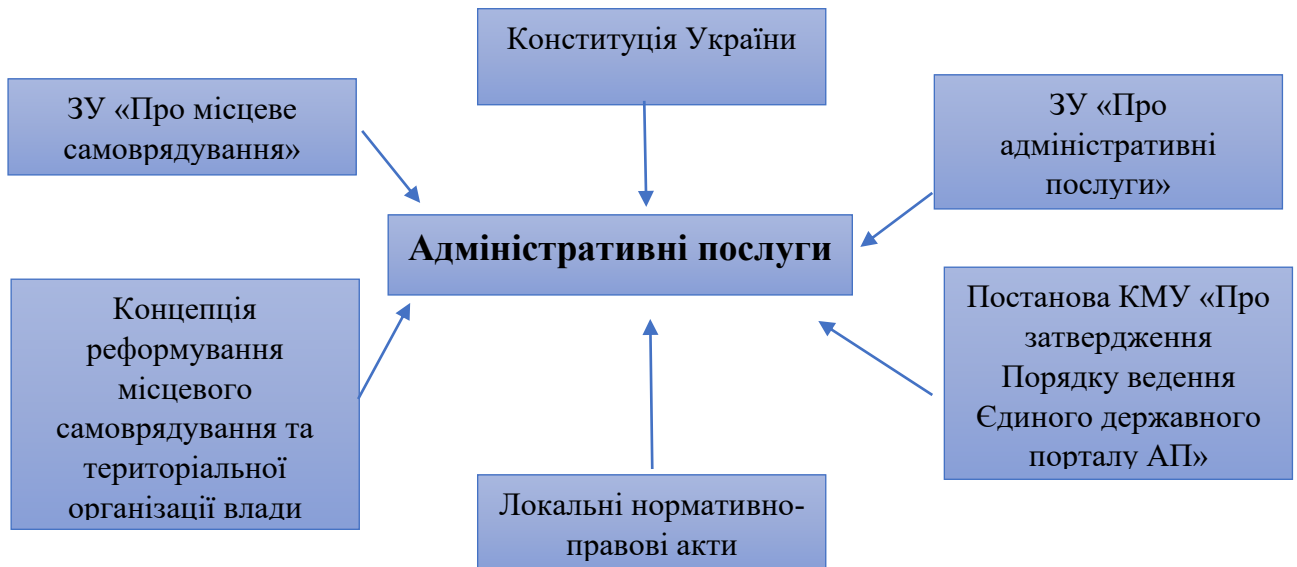 Конституція України
ЗУ «Про місцеве
самоврядування»
ЗУ «Про
адміністративні
послуги»
Адміністративні послуги
Концепція
реформування
місцевого
самоврядування та
територіальної
організації влади
Постанова КМУ «Про
затвердження
Порядку ведення
Єдиного державного
порталу АП»
Локальні нормативно-
правові акти